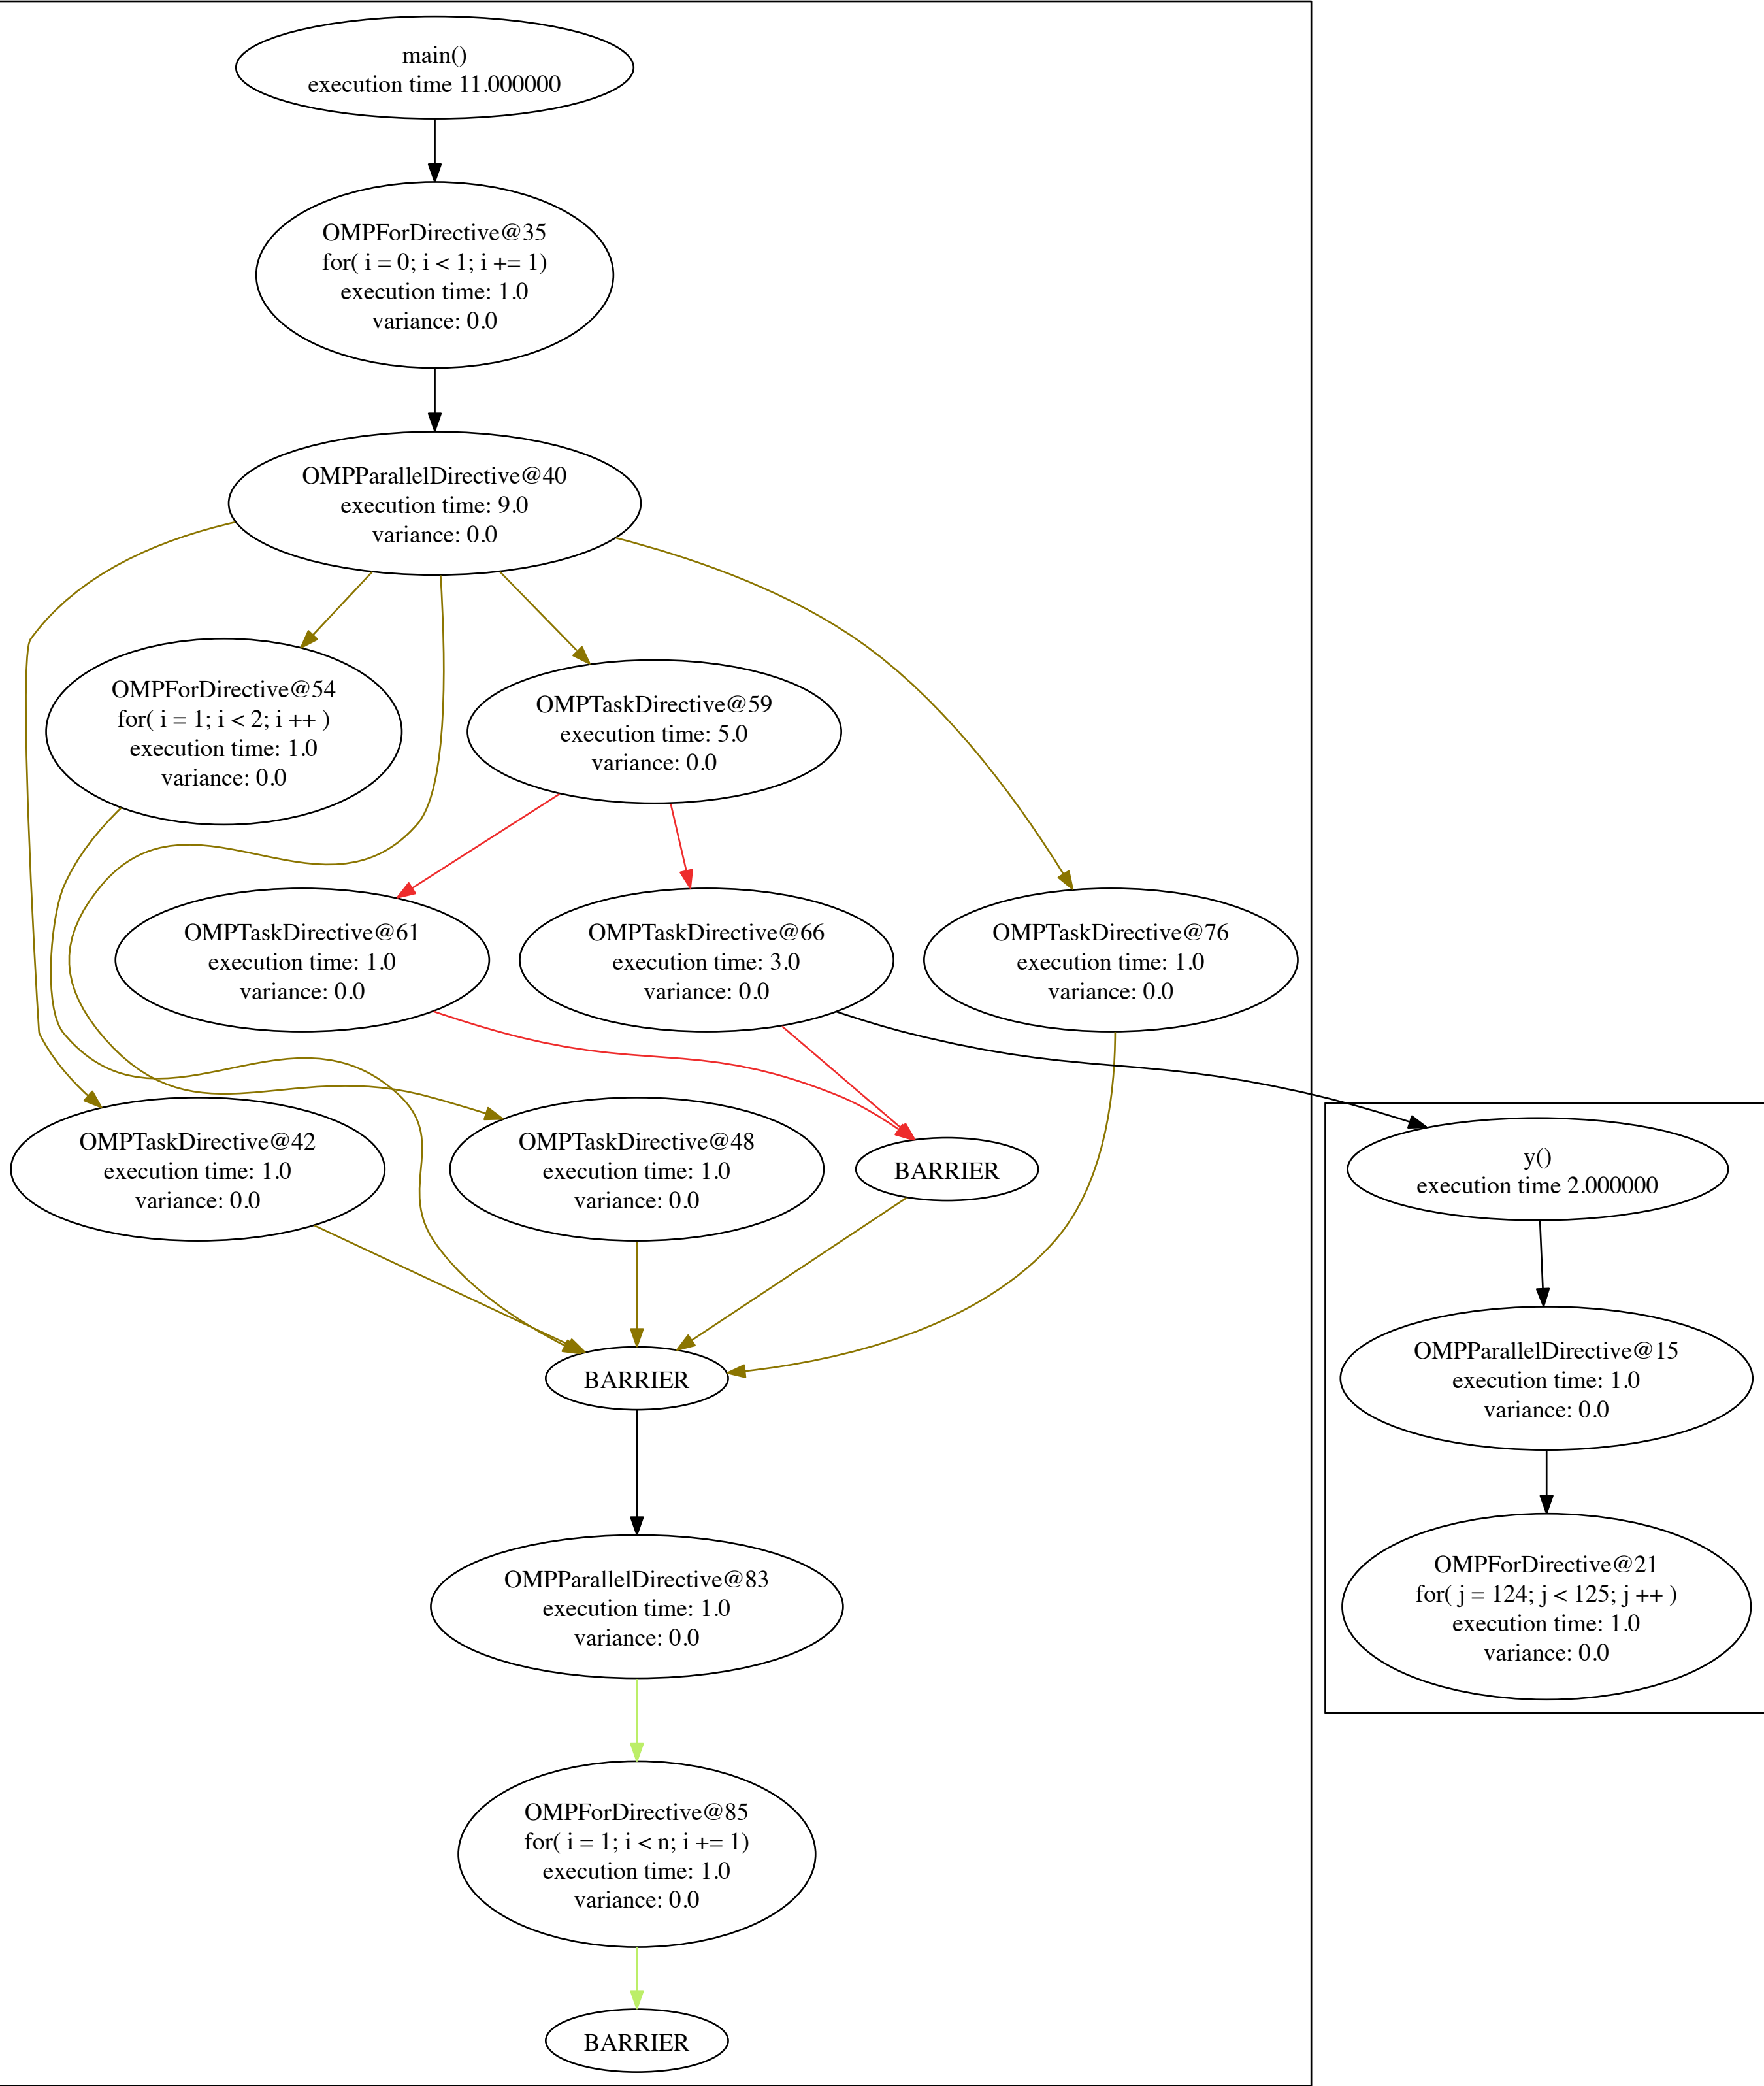 main()
execution time 11.000000
OMPForDirective@35
for( i = 0; i < 1; i += 1)
execution time: 1.0
variance: 0.0
OMPParallelDirective@40
execution time: 9.0
variance: 0.0
OMPForDirective@54
for( i = 1; i < 2; i ++ )
execution time: 1.0
variance: 0.0
OMPTaskDirective@59
execution time: 5.0
variance: 0.0
OMPTaskDirective@61
execution time: 1.0
variance: 0.0
OMPTaskDirective@66
execution time: 3.0
variance: 0.0
OMPTaskDirective@76
execution time: 1.0
variance: 0.0
OMPTaskDirective@42
execution time: 1.0
variance: 0.0
OMPTaskDirective@48
execution time: 1.0
variance: 0.0
BARRIER
y()
execution time 2.000000
BARRIER
OMPParallelDirective@15
execution time: 1.0
variance: 0.0
OMPParallelDirective@83
execution time: 1.0
variance: 0.0
OMPForDirective@21
for( j = 124; j < 125; j ++ )
execution time: 1.0
variance: 0.0
OMPForDirective@85
for( i = 1; i < n; i += 1)
execution time: 1.0
variance: 0.0
BARRIER